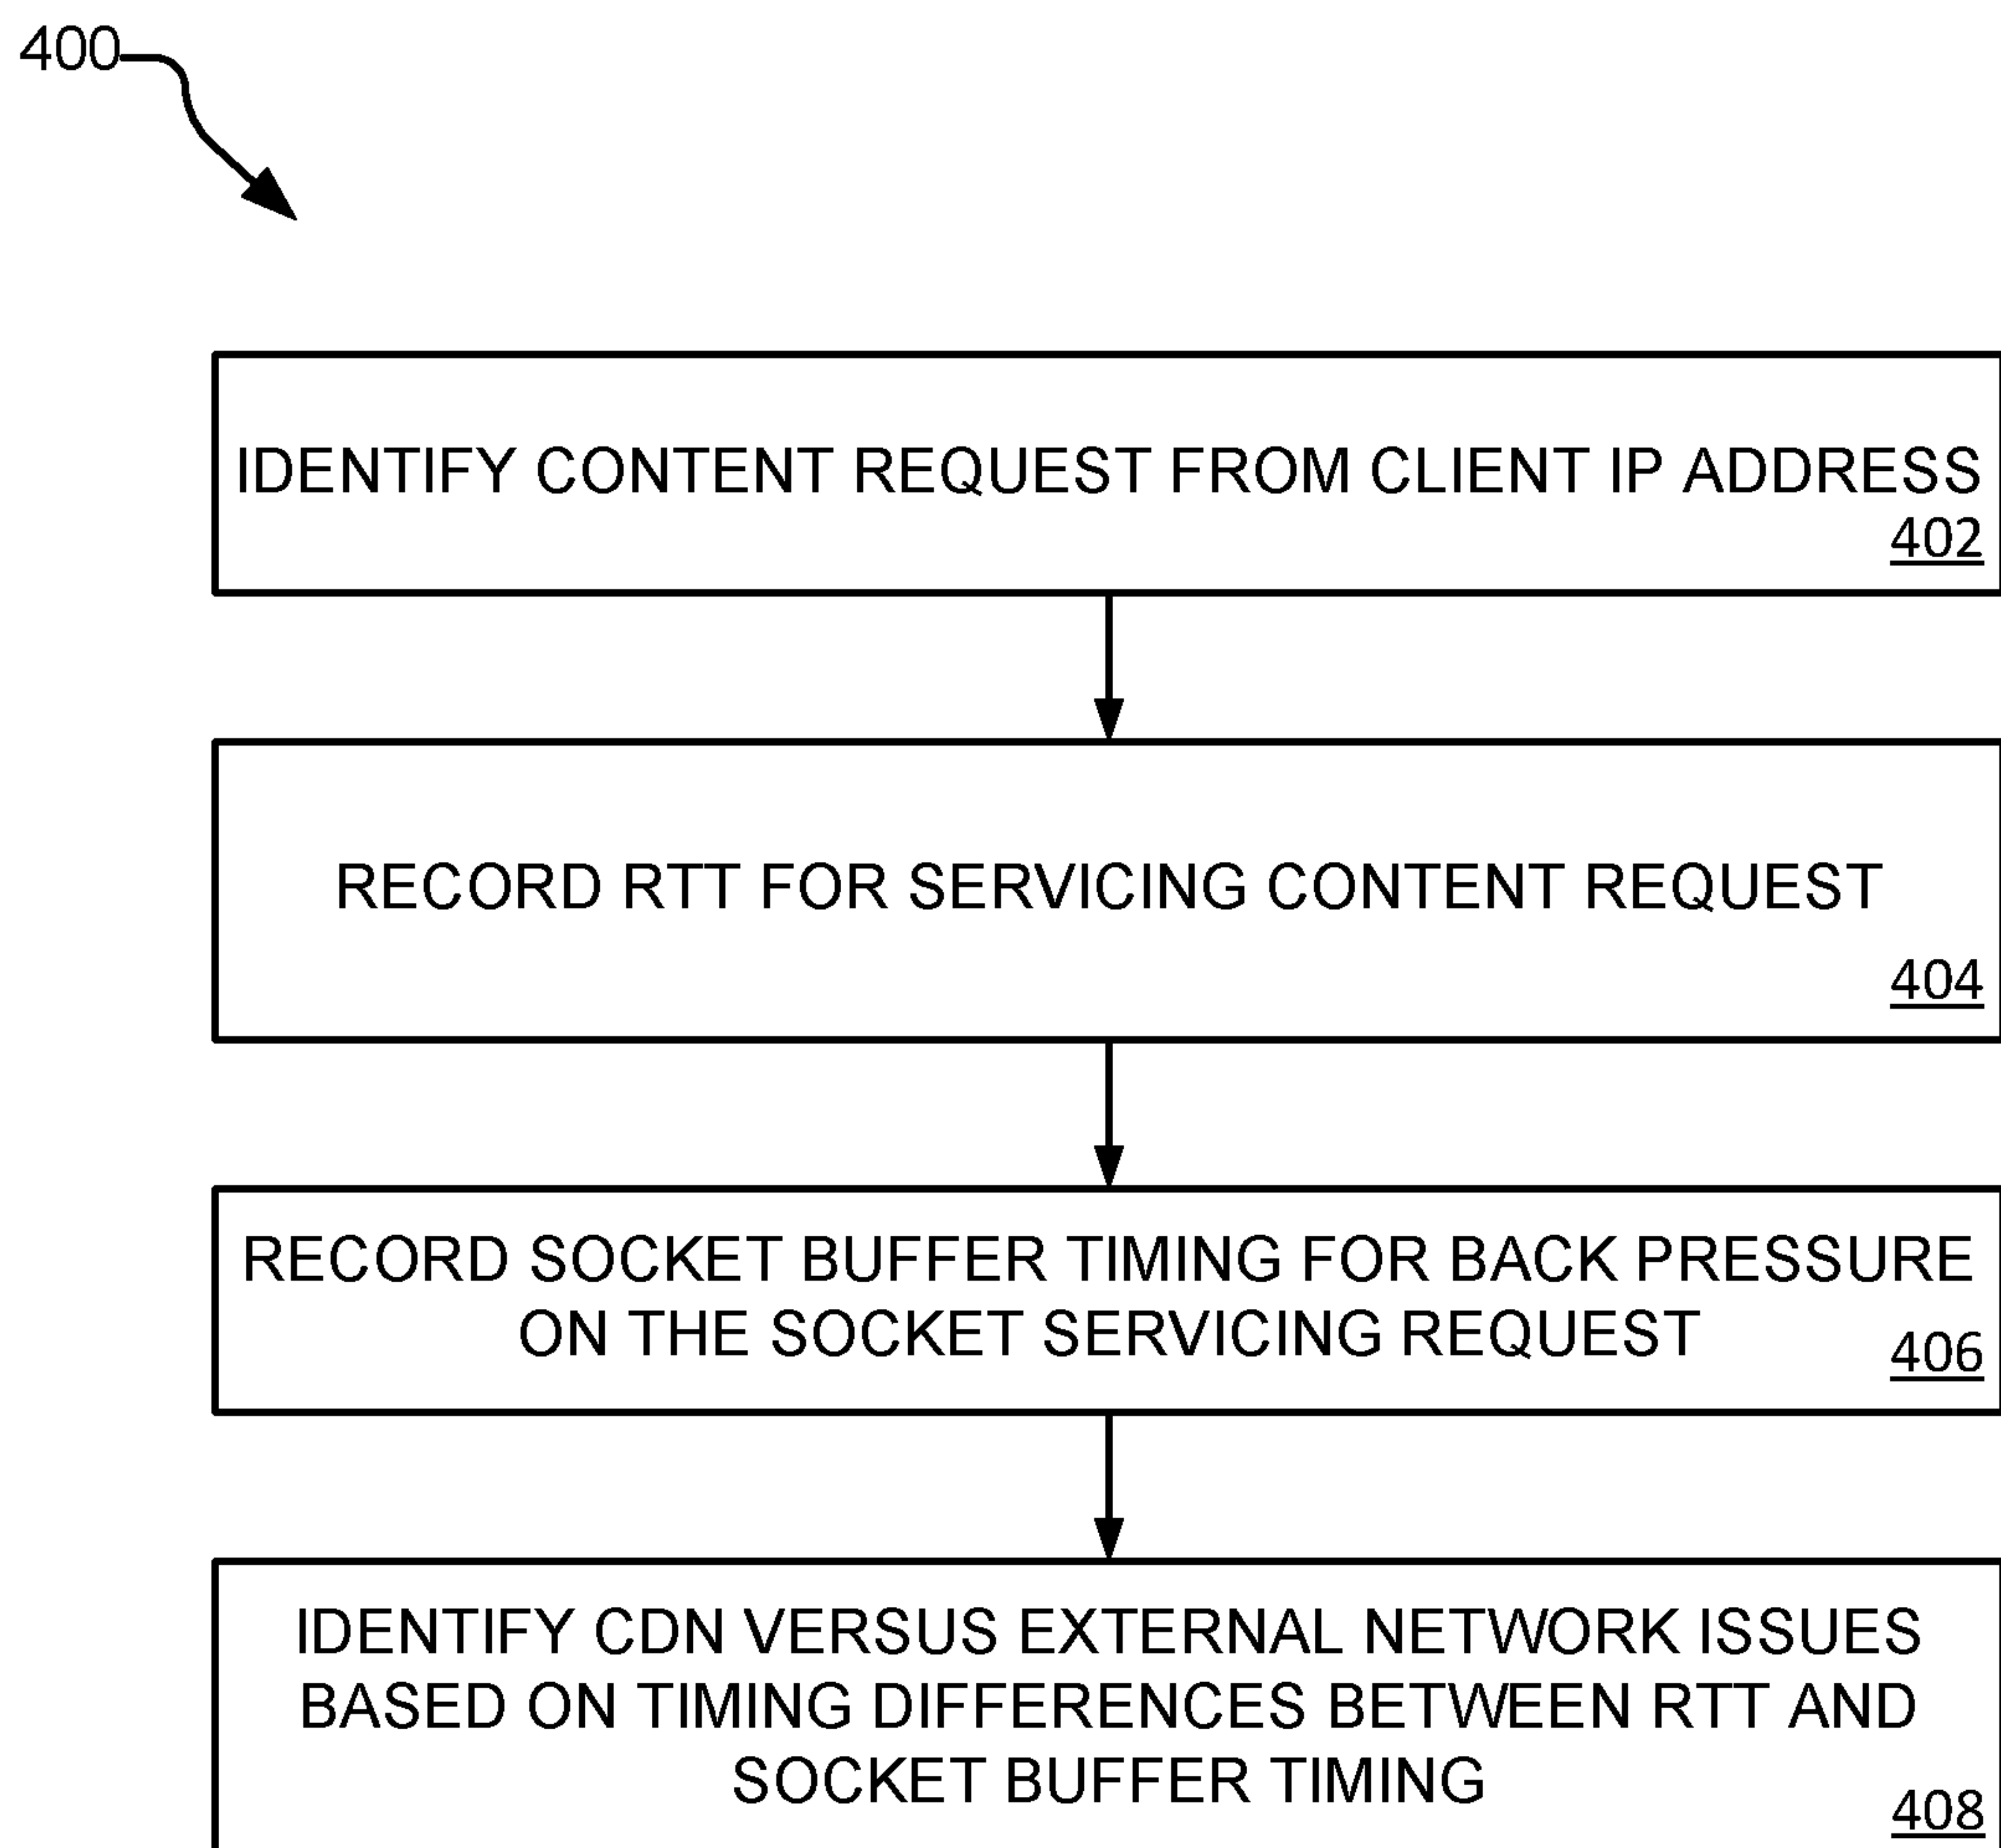 400
IDENTIFY CONTENT REQUEST FROM CLIENT IP ADDRESS
402
RECORD RTT FOR SERVICING CONTENT REQUEST
404
RECORD SOCKET BUFFER TIMING FOR BACK PRESSURE
ON THE SOCKET SERVICING REQUEST
406
IDENTIFY CDN VERSUS EXTERNAL NETWORK ISSUES
BASED ON TIMING DIFFERENCES BETWEEN RTT AND
SOCKET BUFFER TIMING
408